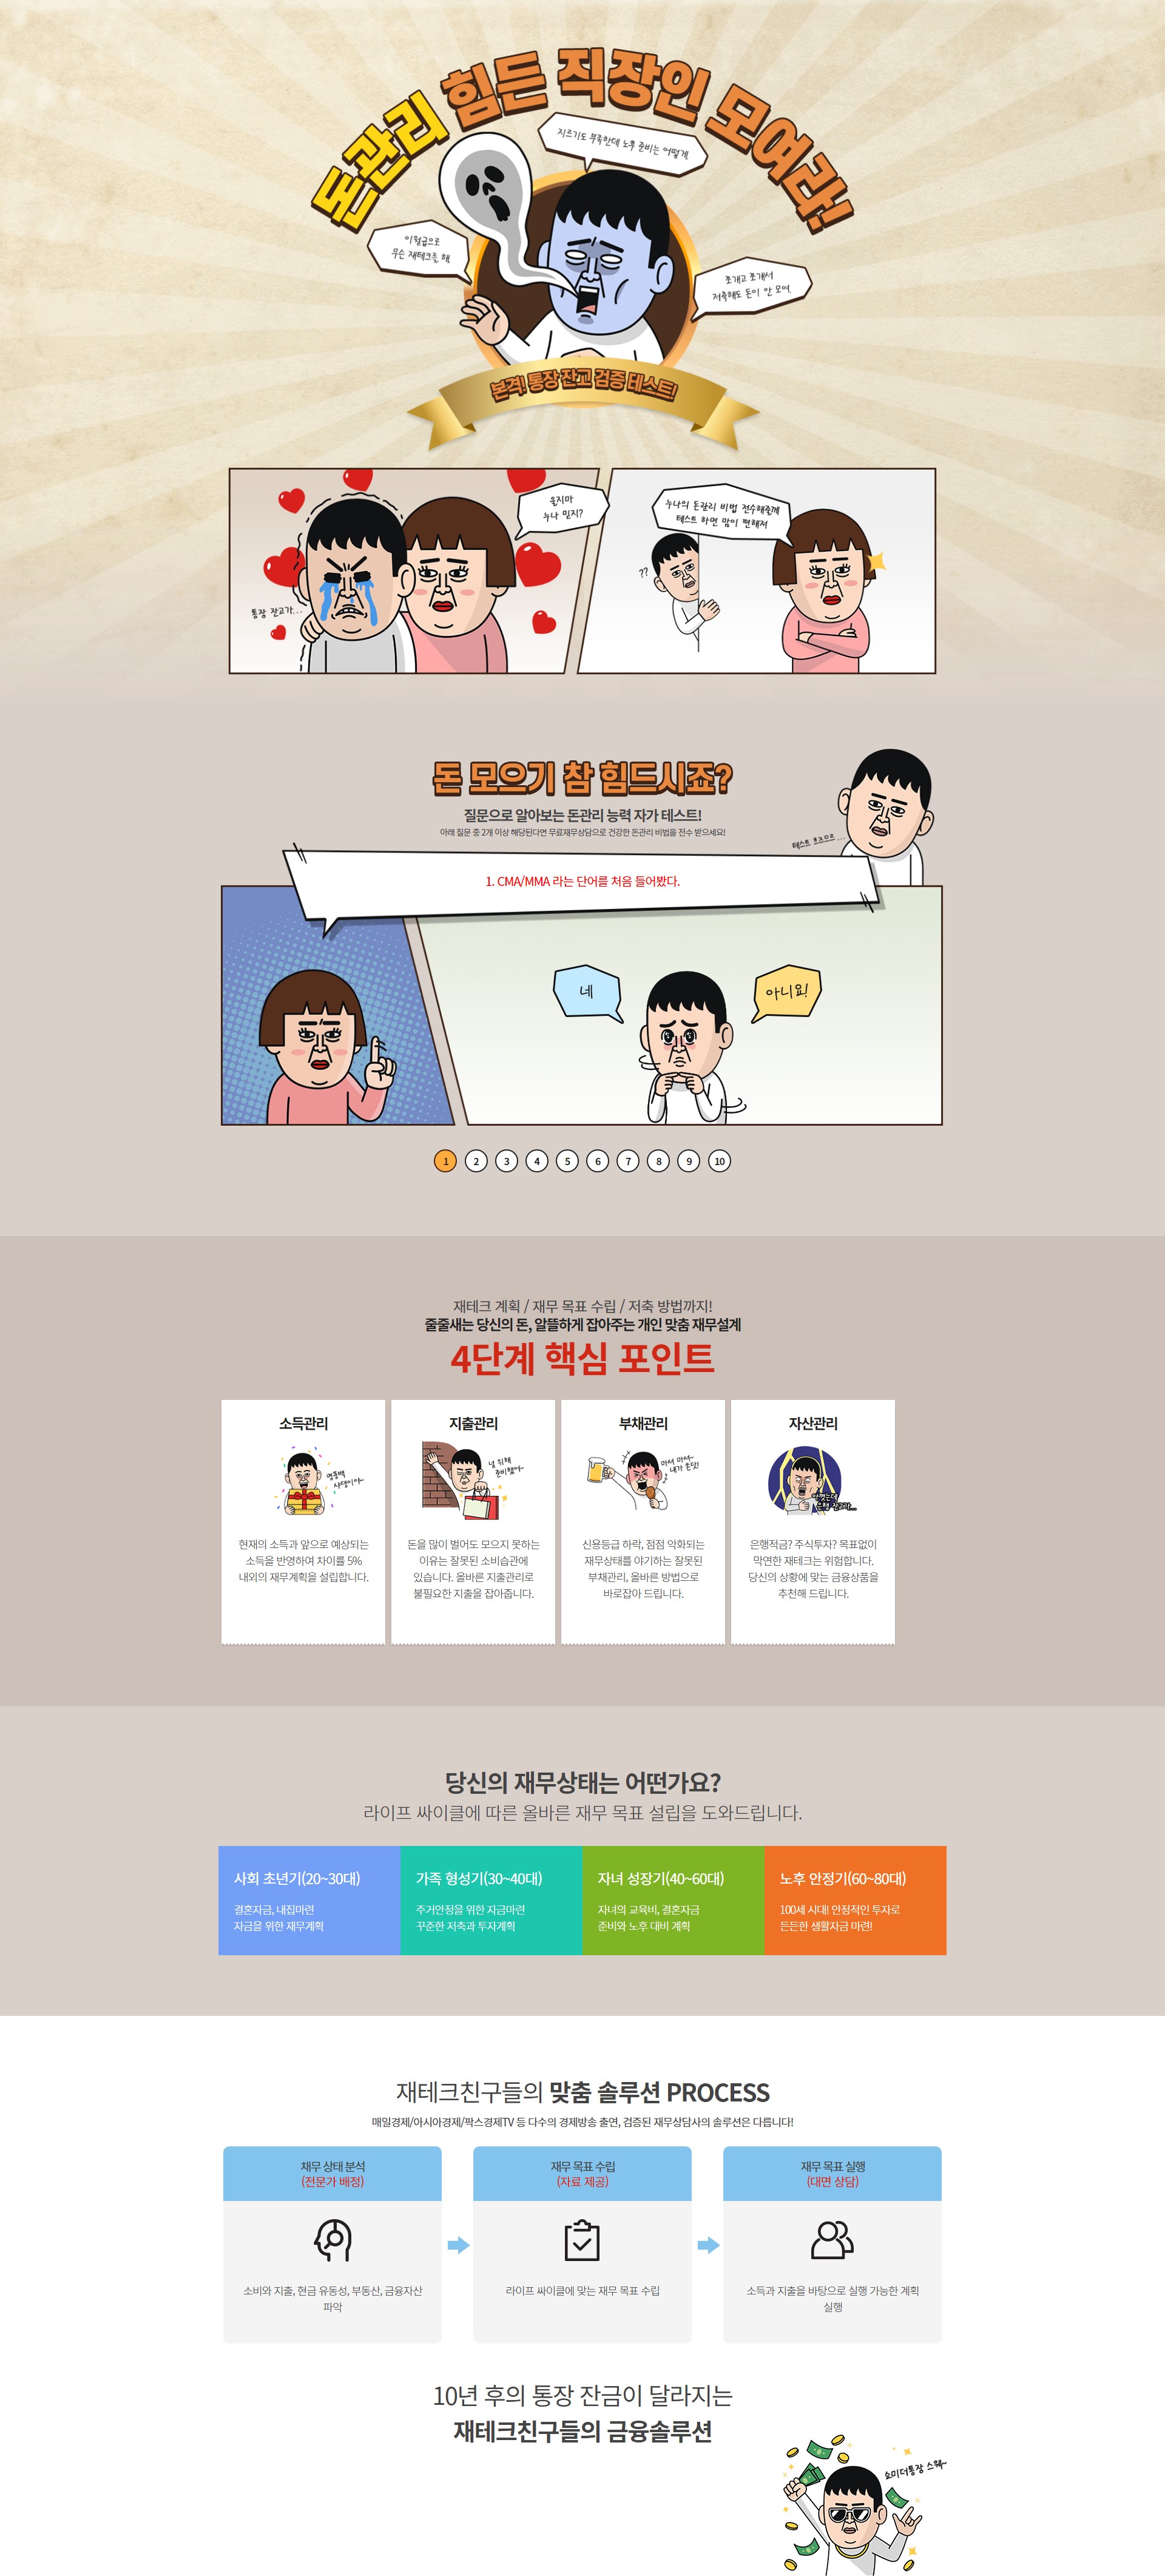 돈관리 힘든 직장인 모여라!
지르기도 부족한데 노후 준비는 어떻게
이 월급으로
무슨 재테크를 해
쪼개고 쪼개서
저축해도 돈이 안 모여.
본격! 통장 잔고 검증 테스트!
울지마
누나 믿지?
통장 잔고가...
누나의 돈관리 비법 전수해줄게
테스트 하면 맘이 편해져
??
돈 모으기 참 힘드시죠?
질문으로 알아보는 돈관리 능력 자가 테스트!
아래 질문 중 2개 이상 해당된다면 무료재무상담으로 건강한 돈관리 비법을 전수 받으세요!
1. CMA/MMA 라는 단어를 처음 들어봤다.
네
아니요!
1 2 3 4 5 6 7 8 9 10
재테크 계획 / 재무 목표 수립 / 저축 방법까지!
줄줄새는 당신의 돈, 알뜰하게 잡아주는 개인 맞춤 재무설계
4단계 핵심 포인트
소득관리
현재의 소득과 앞으로 예상되는
소득을 반영하여 차이률 5%
내외의 재무계획을 설립합니다.
지출관리
널 위해
준비했어~
돈을 많이 벌어도 모으지 못하는
이유는 잘못된 소비습관에
있습니다. 올바른 지출관리로
불필요한 지출을 잡아줍니다.
부채관리
마셔 마셔~
내가 쏜닷!
신용등급 하락, 점점 악화되는
재무상태를 야기하는 잘못된
부채관리, 올바른 방법으로
바로잡아 드립니다.
자산관리
은행적금? 주식투자? 목표없이
막연한 재테크는 위험합니다.
당신의 상황에 맞는 금융상품을
추천해 드립니다.
당신의 재무상태는 어떤가요?
라이프 싸이클에 따른 올바른 재무 목표 설립을 도와드립니다.
사회 초년기(20~30대)
결혼자금, 내집마련
자금을 위한 재무계획
가족 형성기(30~40대)
주거안정을 위한 자금마련
꾸준한 저축과 투자계획
자녀 성장기(40~60대)
자녀의 교육비, 결혼자금
준비와 노후 대비 계획
노후 안정기(60~80대)
100세 시대! 안정적인 투자로
든든한 생활자금 마련!
재테크친구들의 맞춤 솔루션 PROCESS
매일경제/아시아경제/팍스경제TV 등 다수의 경제방송 출연, 검증된 재무상담사의 솔루션은 다릅니다!
채무 상태 분석
(전문가 배정)
소비와 지출, 현금 유동성, 부동산, 금융자산
파악
재무 목표 수립
(자료 제공)
라이프 싸이클에 맞는 재무 목표 수립
재무 목표 실행
(대면 상담)
소득과 지출을 바탕으로 실행 가능한 계획
실행
10년 후의 통장 잔금이 달라지는
재테크친구들의 금융솔루션
쇼미더통장 스웩~